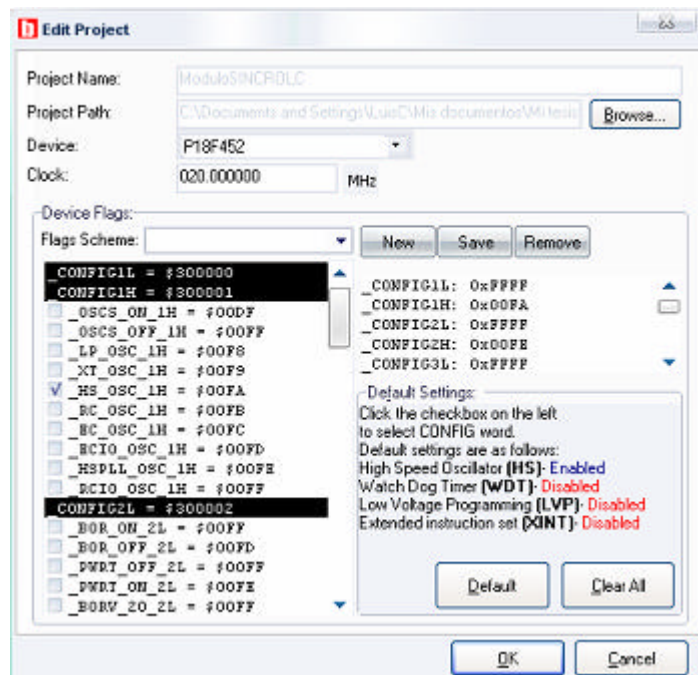 Edit Project
Project Name: ModuloSINCROLC
Project Path: C:\Documents and Settings\LuisC\Mis documentos\Mi tesis Browse...
Device: P18F452
Clock: 020.000000 MHz
Device Flags:
Flags Scheme: New Save Remove
_CONFIG1L = $300000
_CONFIG1H = $300001
_OSCS_ON_1H = $00DF
_OSCS_OFF_1H = $00FF
_LP_OSC_1H = $00F8
_XT_OSC_1H = $00F9
_HS_OSC_1H = $00FA
_RC_OSC_1H = $00FB
_EC_OSC_1H = $00FC
_ECIO_OSC_1H = $00FD
_HSPLL_OSC_1H = $00FE
_RCIO_OSC_1H = $00FF
_CONFIG2L = $300002
_BOR_ON_2L = $00FF
_BOR_OFF_2L = $00FD
_PWRT_OFF_2L = $00FF
_PWRT_ON_2L = $00FE
_BORV_20_2L = $00FF
_CONFIG1L: 0xFFFF
_CONFIG1H: 0x00FA
_CONFIG2L: 0xFFFF
_CONFIG2H: 0x00FE
_CONFIG3L: 0xFFFF
Default Settings:
Click the checkbox on the left
to select CONFIG word.
Default settings are as follows:
High Speed Oscillator (HS)- Enabled
Watch Dog Timer (WDT)- Disabled
Low Voltage Programming (LVP)- Disabled
Extended instruction set (XINT)- Disabled
Default Clear All
OK Cancel